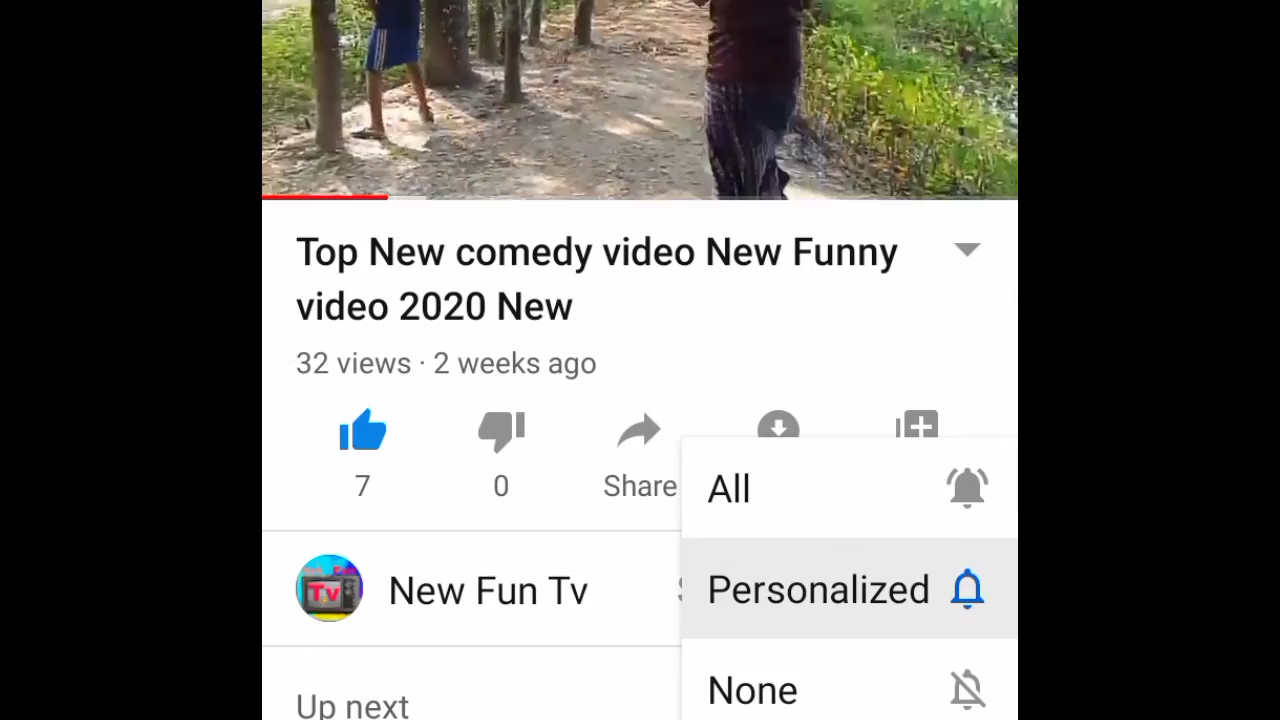 Top New comedy video New Funny
video 2020 New
32 views · 2 weeks ago
7
0
Share
All
Tv
New Fun Tv
Personalized
None
Up next